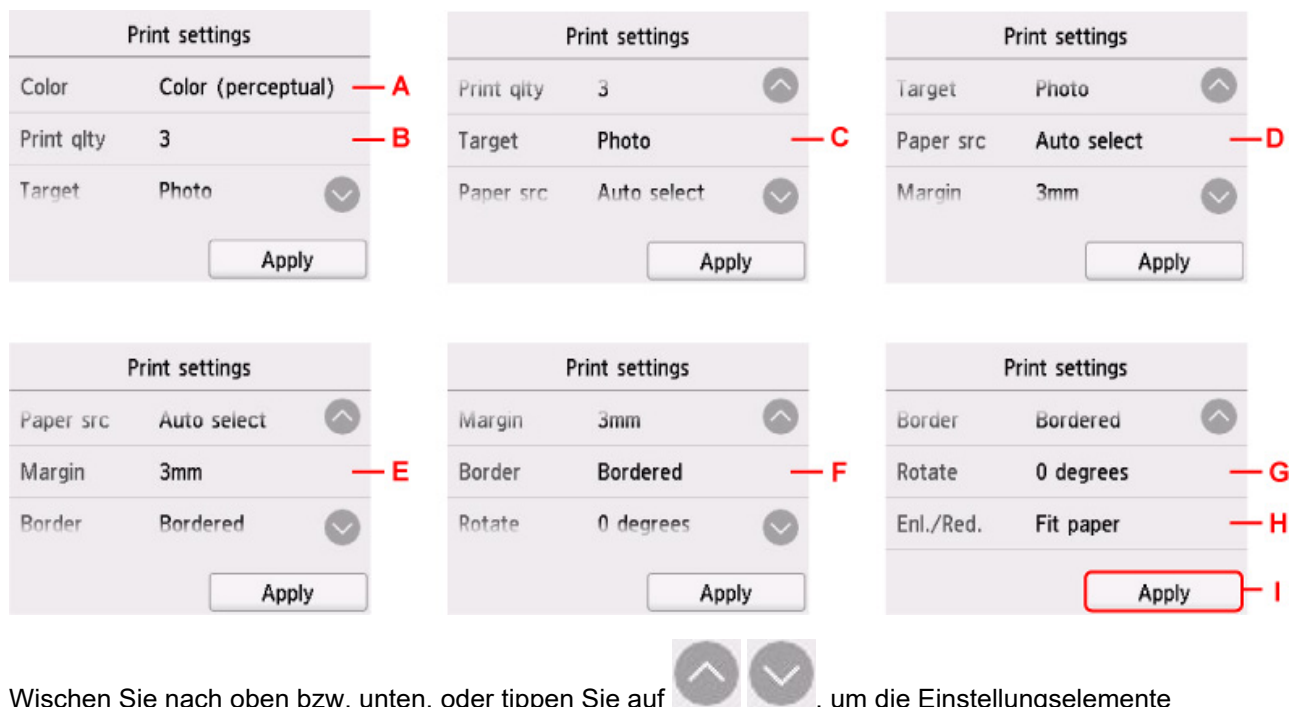 Print settings
Color Color (perceptual) A
Print qlty 3 B
Target Photo
Apply
Print settings
Print qlty 3
Target Photo C
Paper src Auto select
Apply
Print settings
Target Photo
Paper src Auto select D
Margin 3mm
Apply
Print settings
Paper src Auto select
Margin 3mm E
Border Bordered
Apply
Print settings
Margin 3mm
Border Bordered F
Rotate 0 degrees
Apply
Print settings
Border Bordered
Rotate 0 degrees G
Enl./Red. Fit paper H
Apply I
Wischen Sie nach oben bzw. unten, oder tippen Sie auf , um die Einstellungselemente